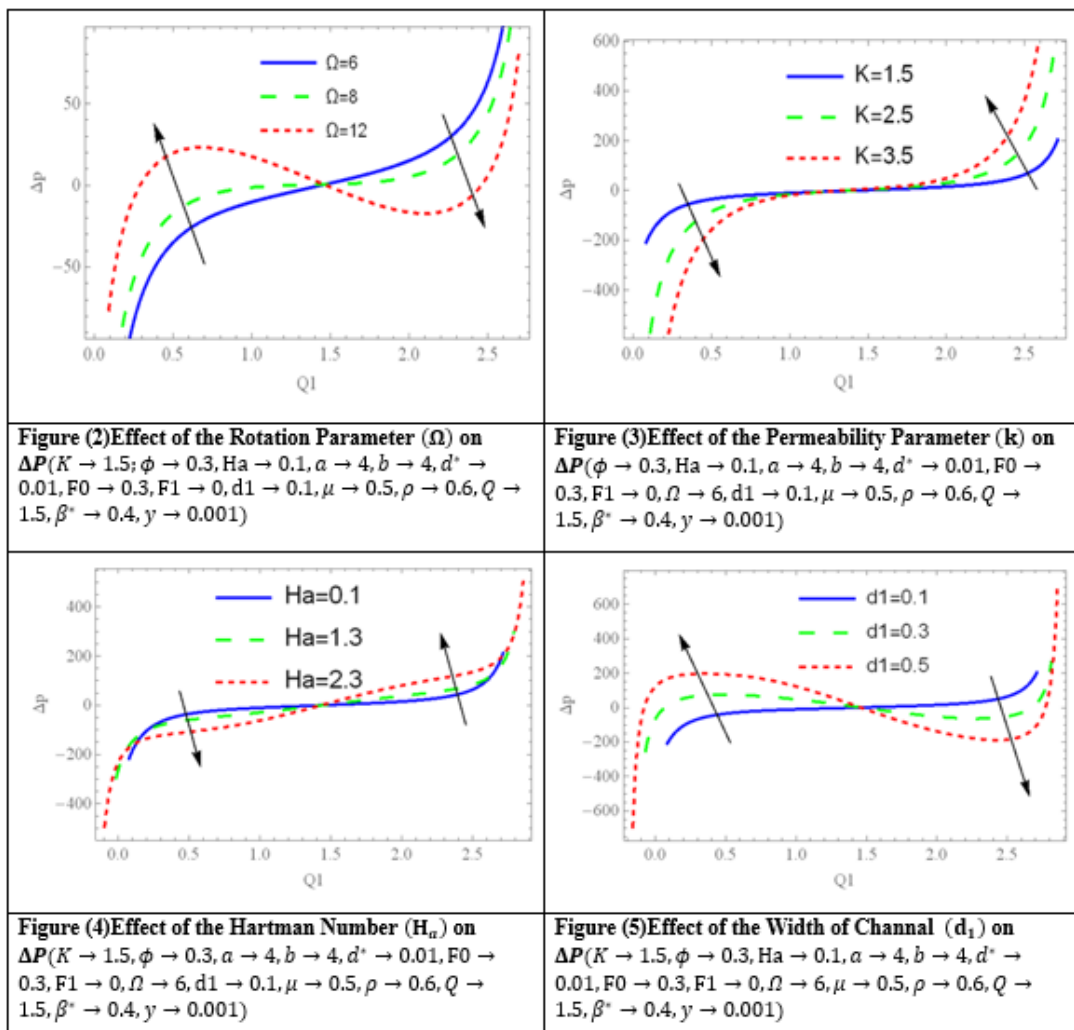 Ω=6
Ω=8
Ω=12
50
0
−50
Δp
0.0 0.5 1.0 1.5 2.0 2.5
Q1
Figure (2)Effect of the Rotation Parameter (Ω) on
ΔP(K → 1.5; ϕ → 0.3, Ha → 0.1, a → 4, b → 4, d* →
0.01, F0 → 0.3, F1 → 0, d1 → 0.1, μ → 0.5, ρ → 0.6, Q →
1.5, β* → 0.4, y → 0.001)
K=1.5
K=2.5
K=3.5
600
400
200
0
−200
−400
Δp
0.0 0.5 1.0 1.5 2.0 2.5
Q1
Figure (3)Effect of the Permeability Parameter (k) on
ΔP(ϕ → 0.3, Ha → 0.1, a → 4, b → 4, d* → 0.01, F0 →
0.3, F1 → 0, Ω → 6, d1 → 0.1, μ → 0.5, ρ → 0.6, Q →
1.5, β* → 0.4, y → 0.001)
Ha=0.1
Ha=1.3
Ha=2.3
400
200
0
−200
−400
Δp
0.0 0.5 1.0 1.5 2.0 2.5
Q1
Figure (4)Effect of the Hartman Number (Hₐ) on
ΔP(K → 1.5, ϕ → 0.3, a → 4, b → 4, d* → 0.01, F0 →
0.3, F1 → 0, Ω → 6, d1 → 0.1, μ → 0.5, ρ → 0.6, Q →
1.5, β* → 0.4, y → 0.001)
d1=0.1
d1=0.3
d1=0.5
600
400
200
0
−200
−400
−600
Δp
0.0 0.5 1.0 1.5 2.0 2.5
Q1
Figure (5)Effect of the Width of Channal (d₁) on
ΔP(K → 1.5, ϕ → 0.3, Ha → 0.1, a → 4, b → 4, d* →
0.01, F0 → 0.3, F1 → 0, Ω → 6, μ → 0.5, ρ → 0.6, Q →
1.5, β* → 0.4, y → 0.001)